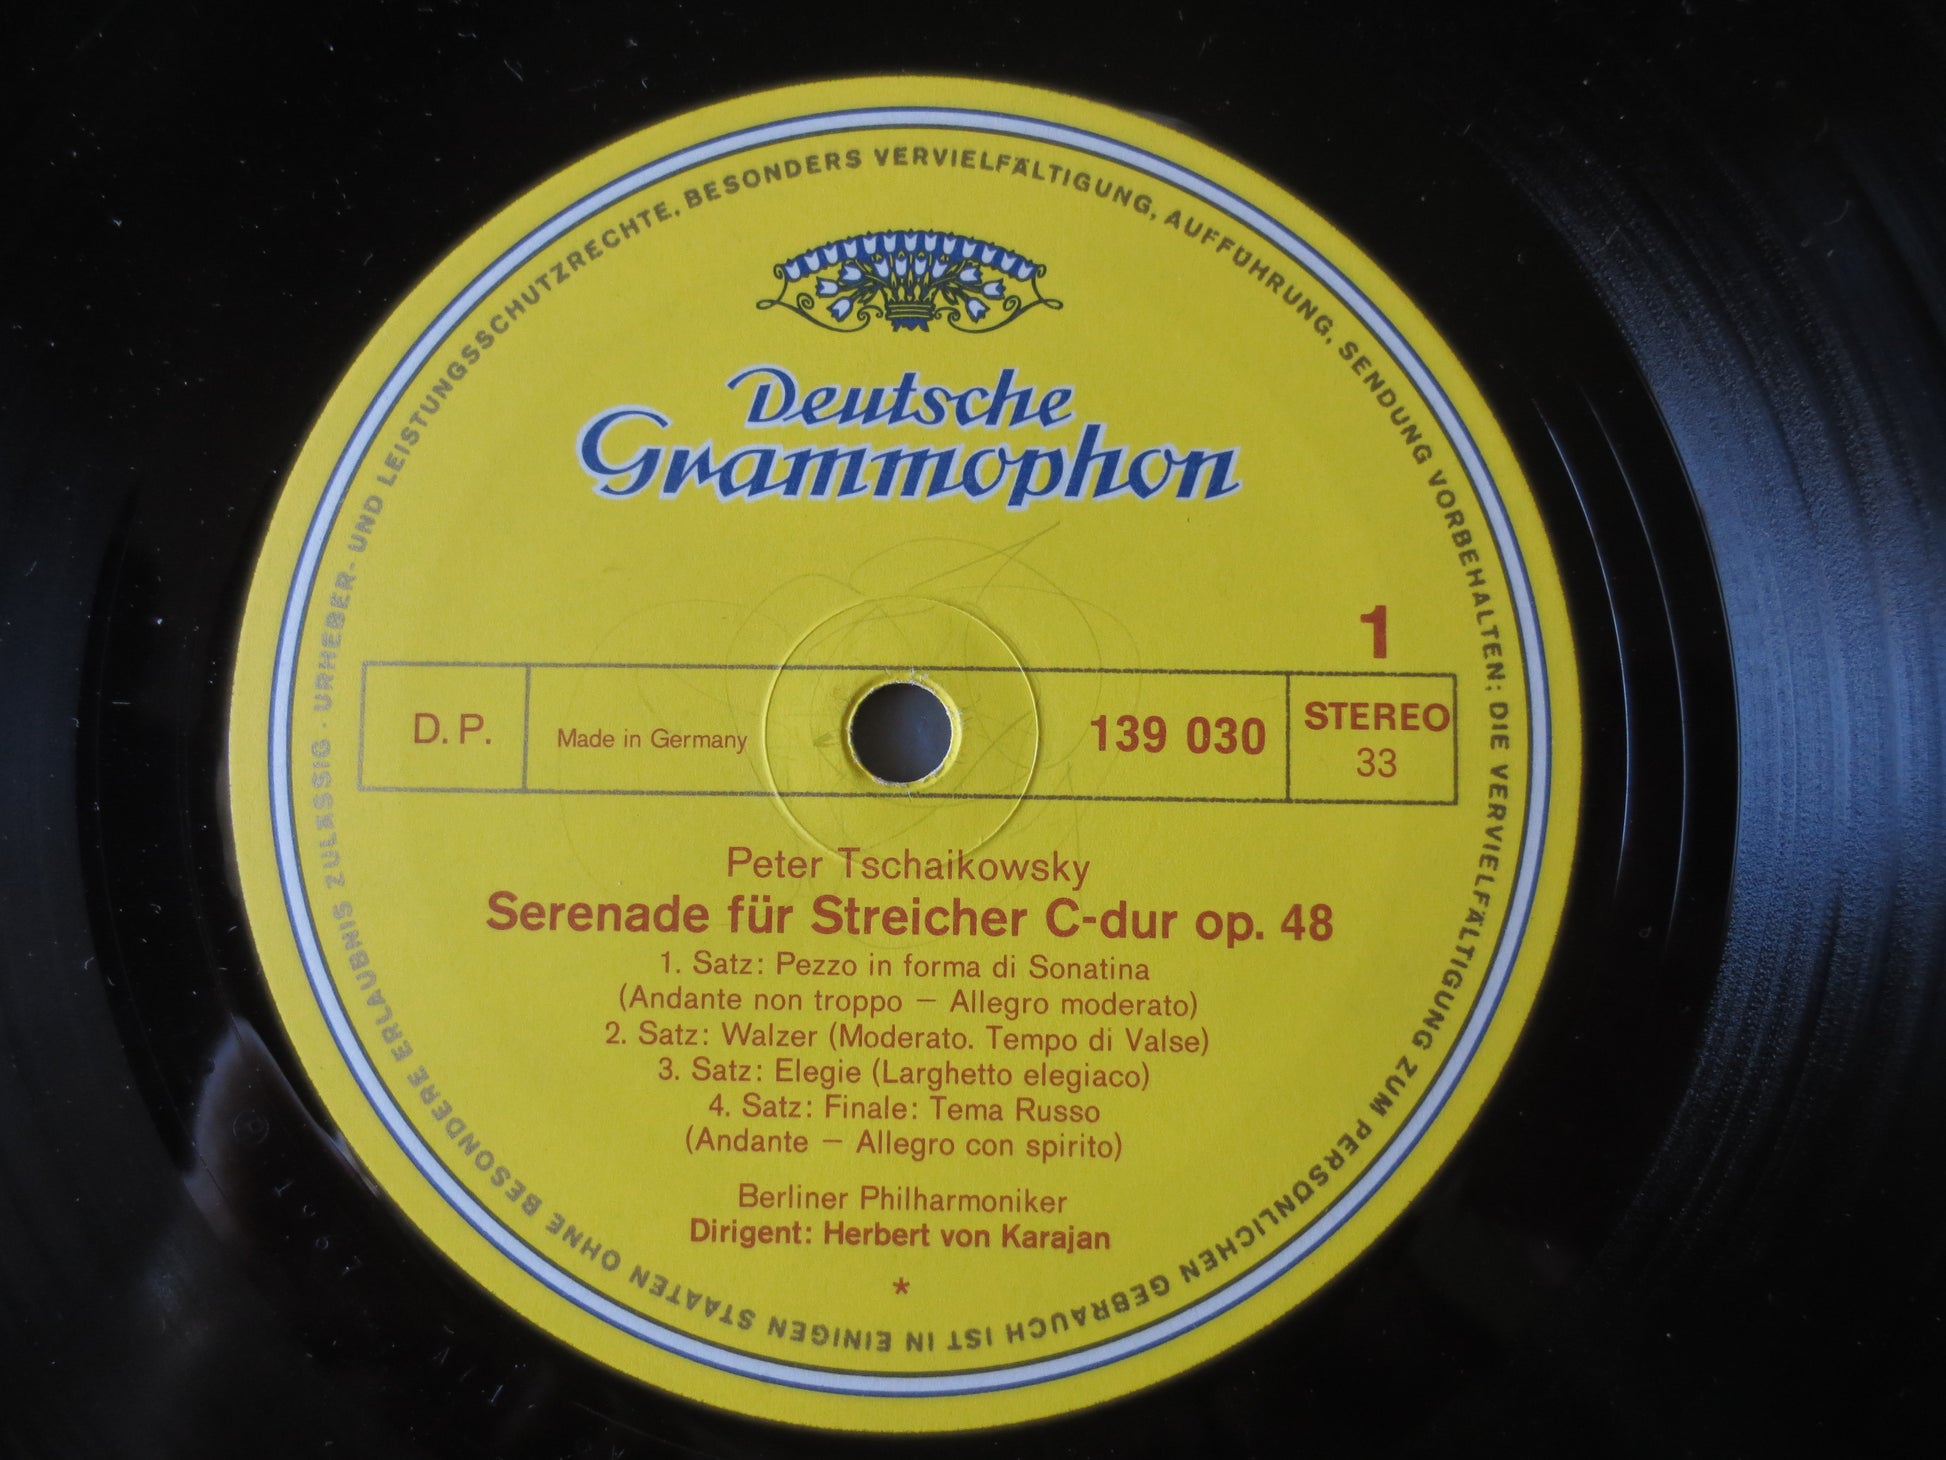 URHEBER- UND LEISTUNGSSCHUTZRECHTE, BESONDERS VERVIELFÄLTIGUNG, AUFFÜHRUNG, SENDUNG VORBEHALTEN; DIE VERVIELFÄLTIGUNG ZUM PERSÖNLICHEN GEBRAUCH IST IN EINIGEN STAATEN OHNE BESONDERE ERLAUBNIS ZULÄSSIG ·
Deutsche
Grammophon
1
D. P.
Made in Germany
139 030
STEREO
33
Peter Tschaikowsky
Serenade für Streicher C-dur op. 48
1. Satz: Pezzo in forma di Sonatina
(Andante non troppo – Allegro moderato)
2. Satz: Walzer (Moderato. Tempo di Valse)
3. Satz: Elegie (Larghetto elegiaco)
4. Satz: Finale: Tema Russo
(Andante – Allegro con spirito)
Berliner Philharmoniker
Dirigent: Herbert von Karajan
*